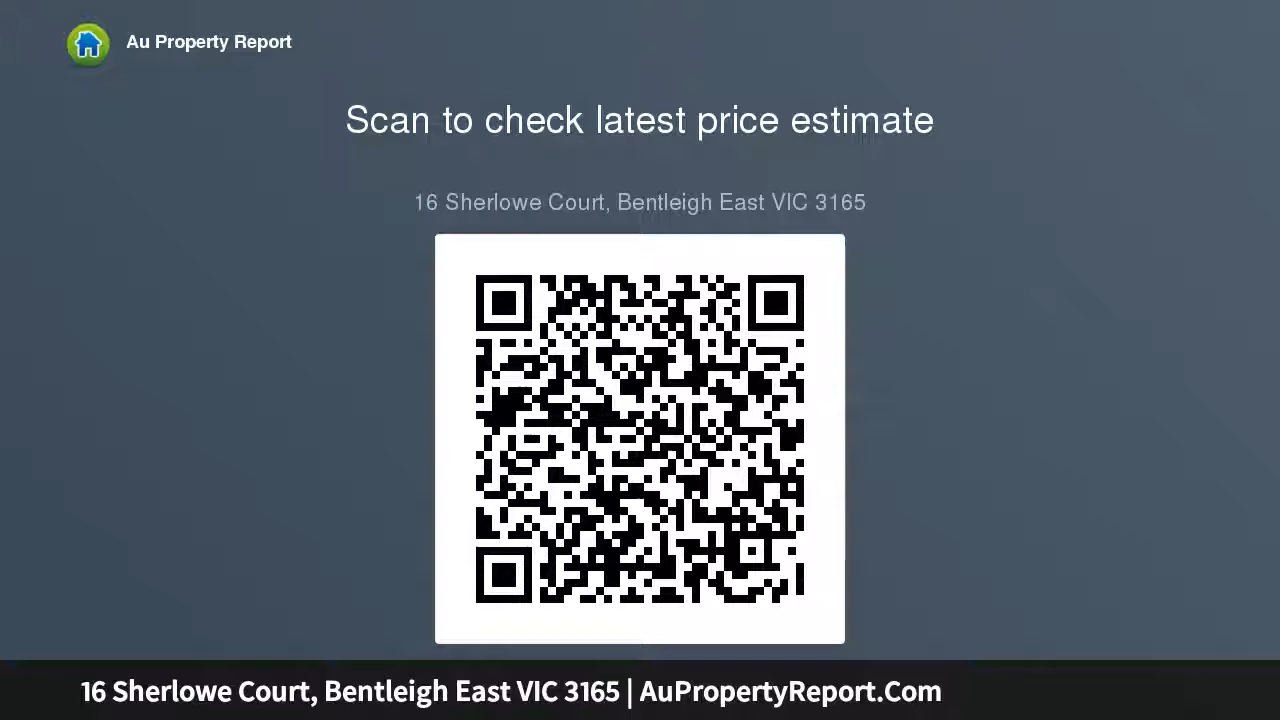 Au Property Report
Scan to check latest price estimate
16 Sherlowe Court, Bentleigh East VIC 3165
16 Sherlowe Court, Bentleigh East VIC 3165 | AuPropertyReport.Com